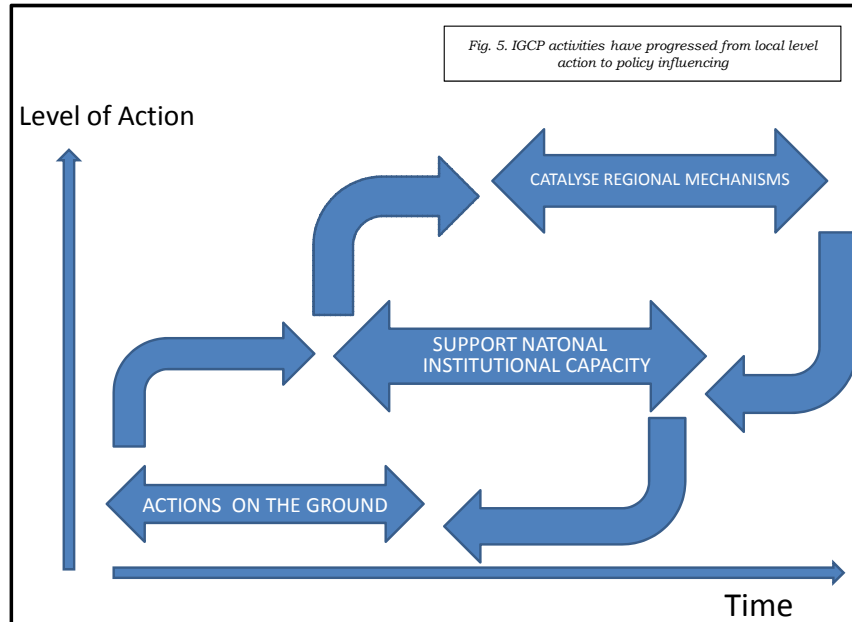 Fig. 5. IGCP activities have progressed from local level
action to policy influencing
Level of Action
CATALYSE REGIONAL MECHANISMS
SUPPORT NATONAL
INSTITUTIONAL CAPACITY
ACTIONS ON THE GROUND
Time